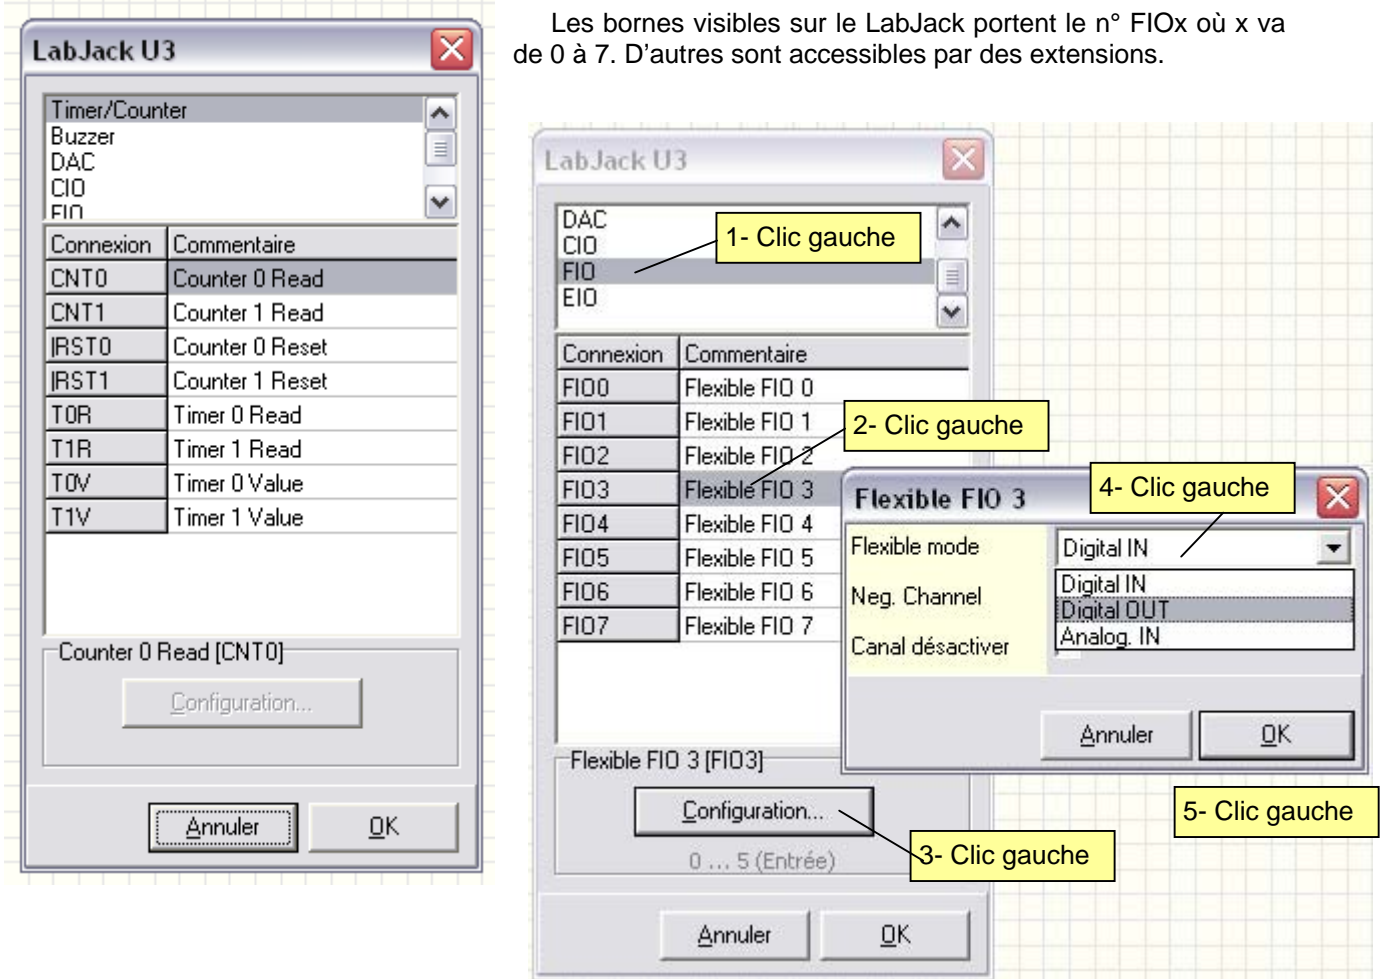 Les bornes visibles sur le LabJack portent le n° FIOx où x va
de 0 à 7. D'autres sont accessibles par des extensions.
LabJack U3
Timer/Counter
Buzzer
DAC
CIO
FIO
Connexion Commentaire
CNT0 Counter 0 Read
CNT1 Counter 1 Read
|RST0 Counter 0 Reset
|RST1 Counter 1 Reset
T0R Timer 0 Read
T1R Timer 1 Read
T0V Timer 0 Value
T1V Timer 1 Value
Counter 0 Read [CNT0]
Configuration...
Annuler OK
LabJack U3
DAC
CIO
FIO
EIO
1- Clic gauche
Connexion Commentaire
FIO0 Flexible FIO 0
FIO1 Flexible FIO 1
FIO2 Flexible FIO 2
FIO3 Flexible FIO 3
FIO4 Flexible FIO 4
FIO5 Flexible FIO 5
FIO6 Flexible FIO 6
FIO7 Flexible FIO 7
2- Clic gauche
Flexible FIO 3 [FIO3]
Configuration...
0 ... 5 (Entrée)
3- Clic gauche
Annuler OK
Flexible FIO 3
4- Clic gauche
Flexible mode Digital IN
Digital IN
Digital OUT
Analog. IN
Neg. Channel
Canal désactiver
Annuler OK
5- Clic gauche